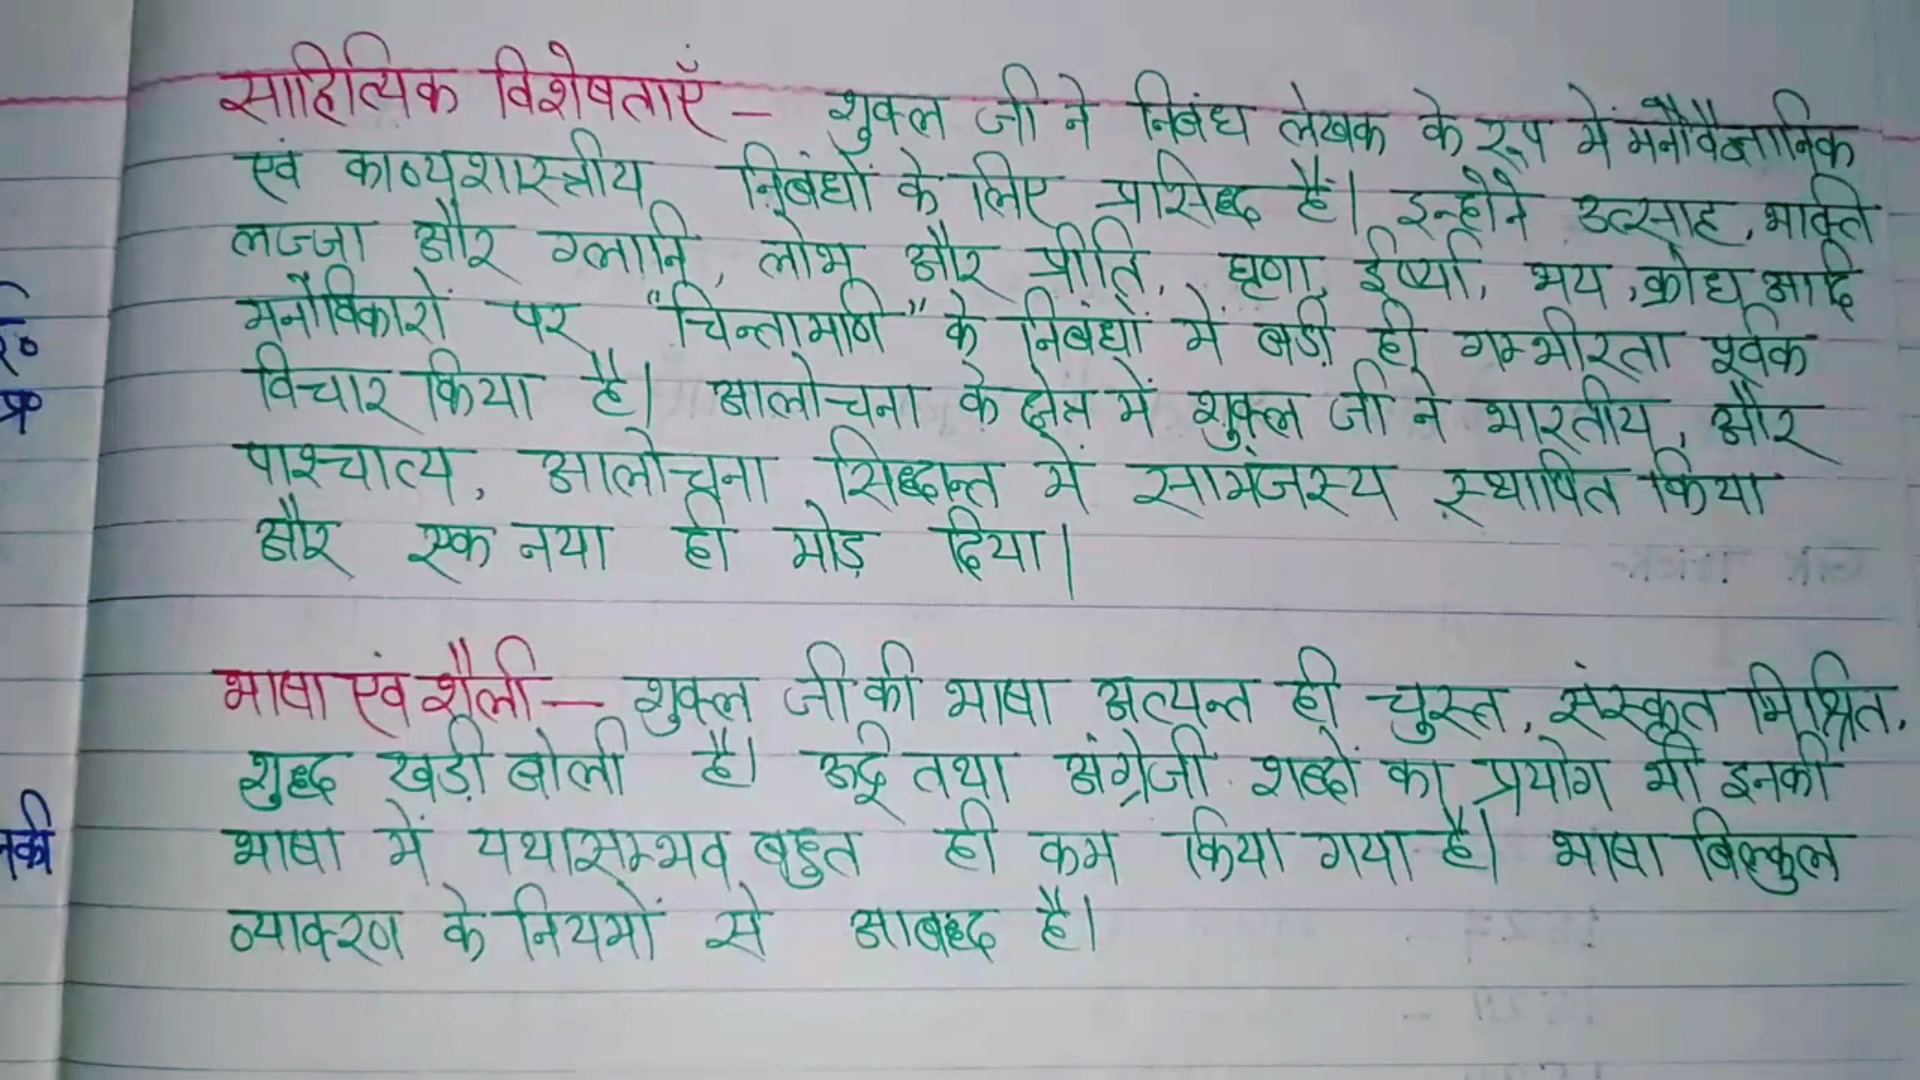 साहित्यिक विशेषताएँ – शुक्ल जी ने निबंध लेखक के रूप में मनोवैज्ञानिक
एवं काव्यशास्त्रीय निबंधों के लिए प्रसिद्ध हैं। इन्होंने उत्साह, भक्ति
लज्जा और ग्लानि, लोभ और प्रीति, घृणा, ईर्ष्या, भय, क्रोध आदि
मनोविकारों पर "चिन्तामणि" के निबंधों में बड़ी ही गम्भीरता पूर्वक
विचार किया है। आलोचना के क्षेत्र में शुक्ल जी ने भारतीय, और
पाश्चात्य, आलोचना सिद्धान्त में सामंजस्य स्थापित किया
और एक नया ही मोड़ दिया।
भाषा एवं शैली – शुक्ल जी की भाषा अत्यन्त ही चुस्त, संस्कृत मिश्रित,
शुद्ध खड़ी बोली है। उर्दू तथा अंग्रेजी शब्दों का प्रयोग भी इनकी
भाषा में यथासम्भव बहुत ही कम किया गया है। भाषा बिल्कुल
व्याकरण के नियमों से आबद्ध है।